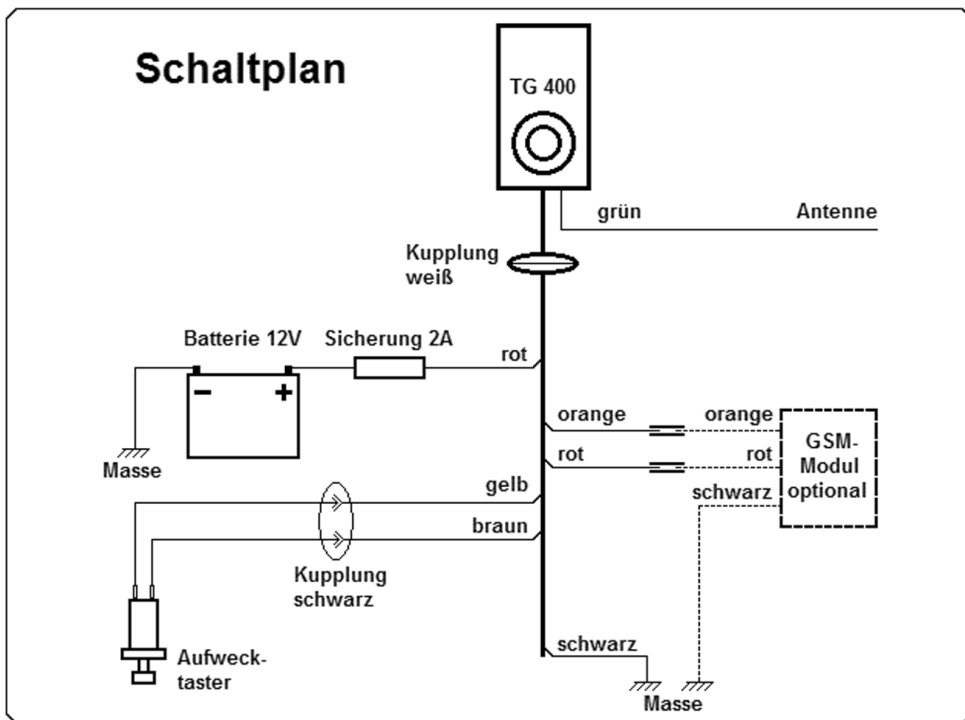 Schaltplan
TG 400
grün
Antenne
Kupplung
weiß
Batterie 12V
Sicherung 2A
rot
− +
Masse
orange
orange
rot
rot
schwarz
GSM-
Modul
optional
gelb
braun
Kupplung
schwarz
Aufweck-
taster
schwarz
Masse